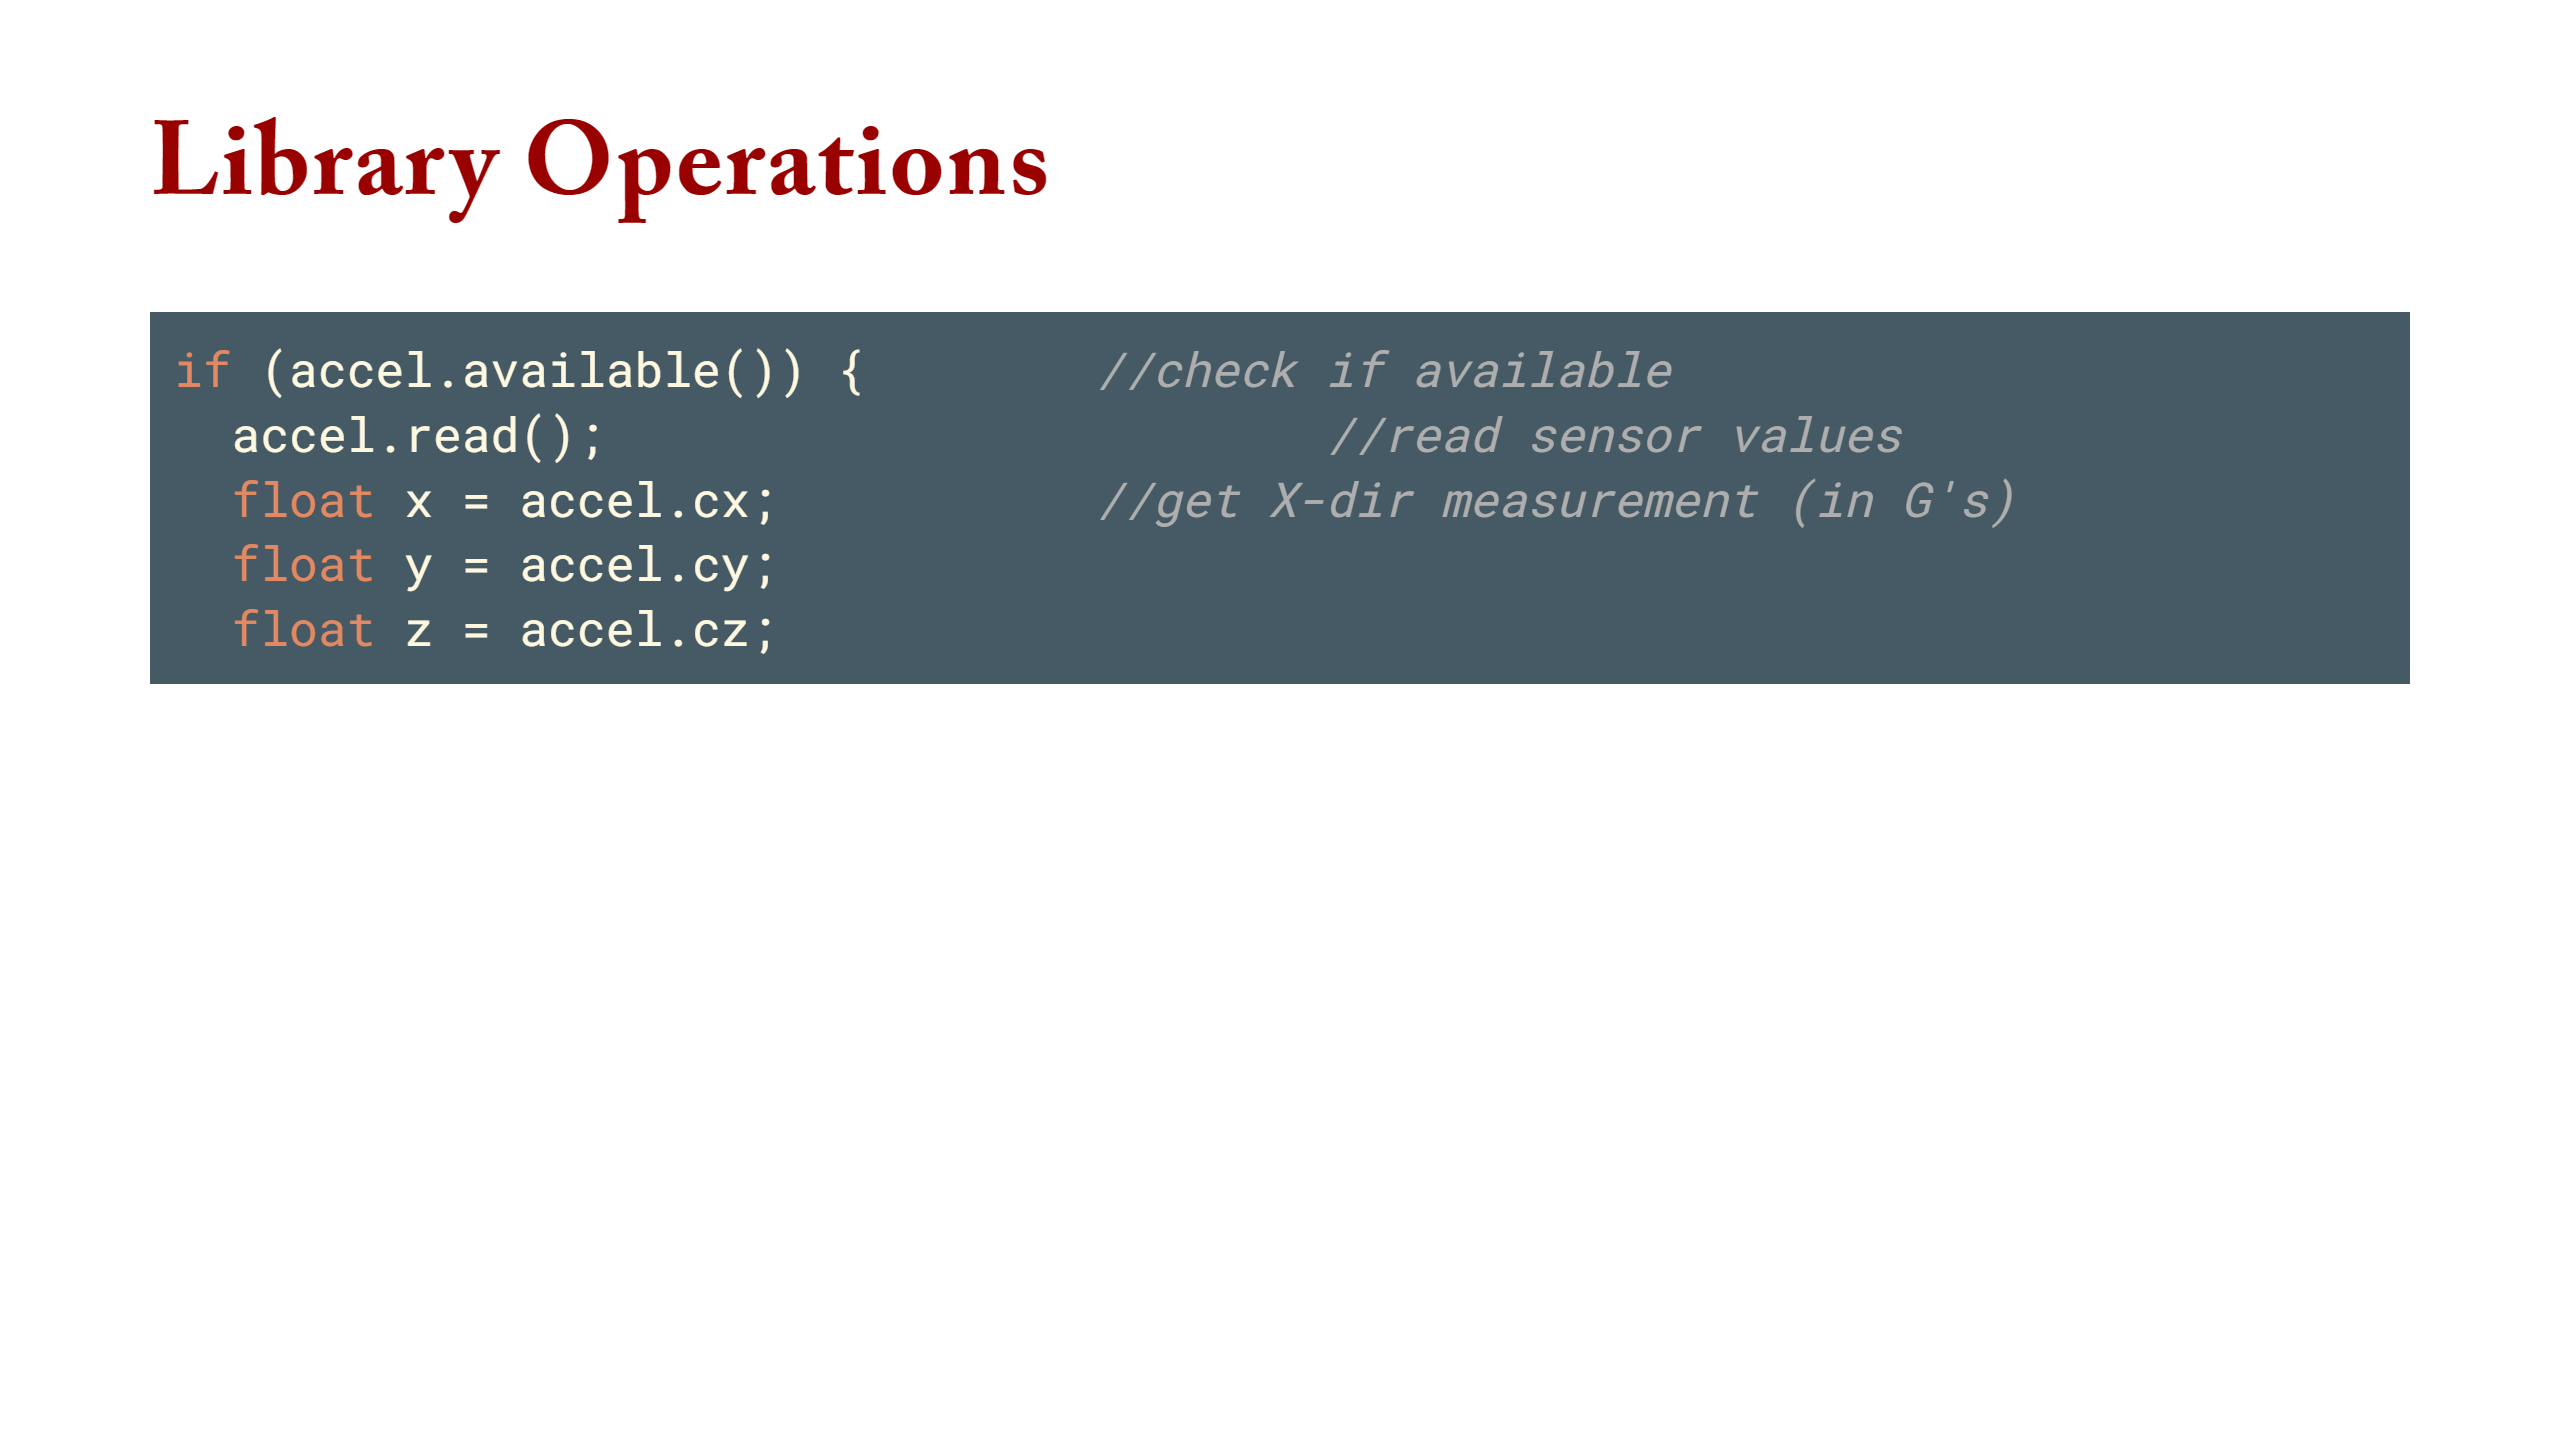 Library Operations
if (accel.available()) { //check if available
accel.read(); //read sensor values
float x = accel.cx; //get X-dir measurement (in G's)
float y = accel.cy;
float z = accel.cz;